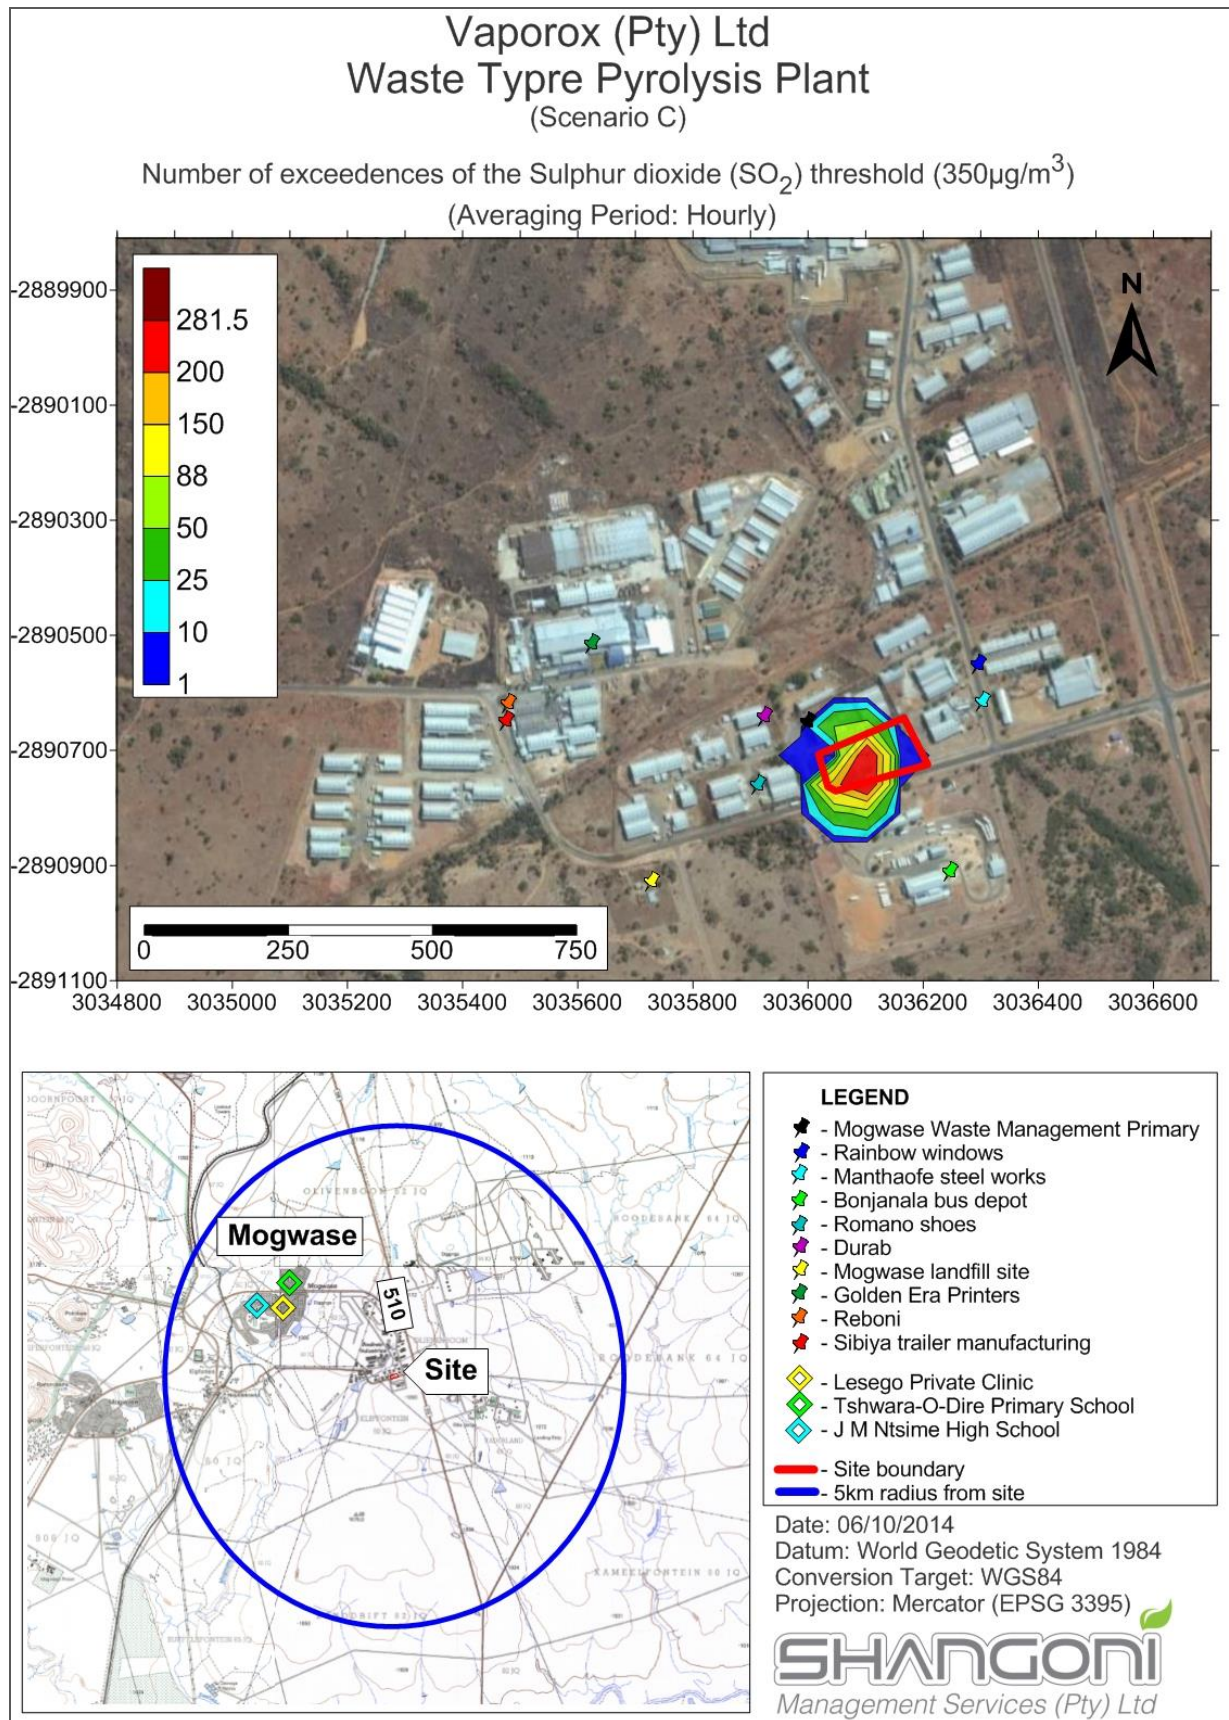 Vaporox (Pty) Ltd
Waste Typre Pyrolysis Plant
(Scenario C)
Number of exceedences of the Sulphur dioxide (SO₂) threshold (350µg/m³)
(Averaging Period: Hourly)
281.5
200
150
88
50
25
10
1
N
-2889900
-2890100
-2890300
-2890500
-2890700
-2890900
-2891100
0 250 500 750
3034800 3035000 3035200 3035400 3035600 3035800 3036000 3036200 3036400 3036600
Mogwase
510
Site
LEGEND
- Mogwase Waste Management Primary
- Rainbow windows
- Manthaofe steel works
- Bonjanala bus depot
- Romano shoes
- Durab
- Mogwase landfill site
- Golden Era Printers
- Reboni
- Sibiya trailer manufacturing
- Lesego Private Clinic
- Tshwara-O-Dire Primary School
- J M Ntsime High School
- Site boundary
- 5km radius from site
Date: 06/10/2014
Datum: World Geodetic System 1984
Conversion Target: WGS84
Projection: Mercator (EPSG 3395)
SHANGONI
Management Services (Pty) Ltd